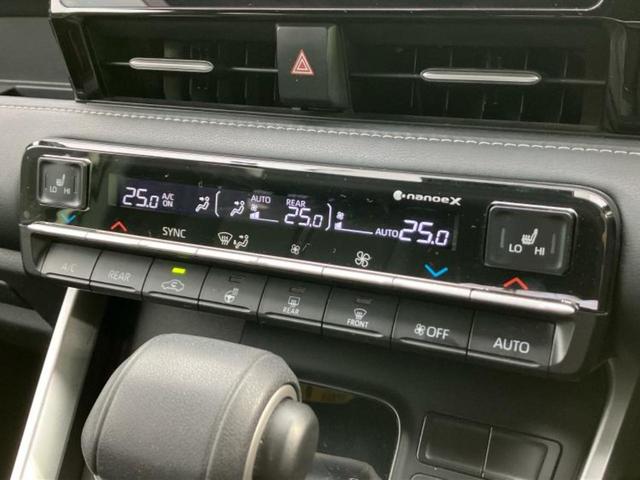 LO HI
25.0 A/C ON
AUTO REAR 25.0
AUTO 25.0
nanoeX
LO HI
SYNC
A/C
REAR
REAR
FRONT
OFF
AUTO